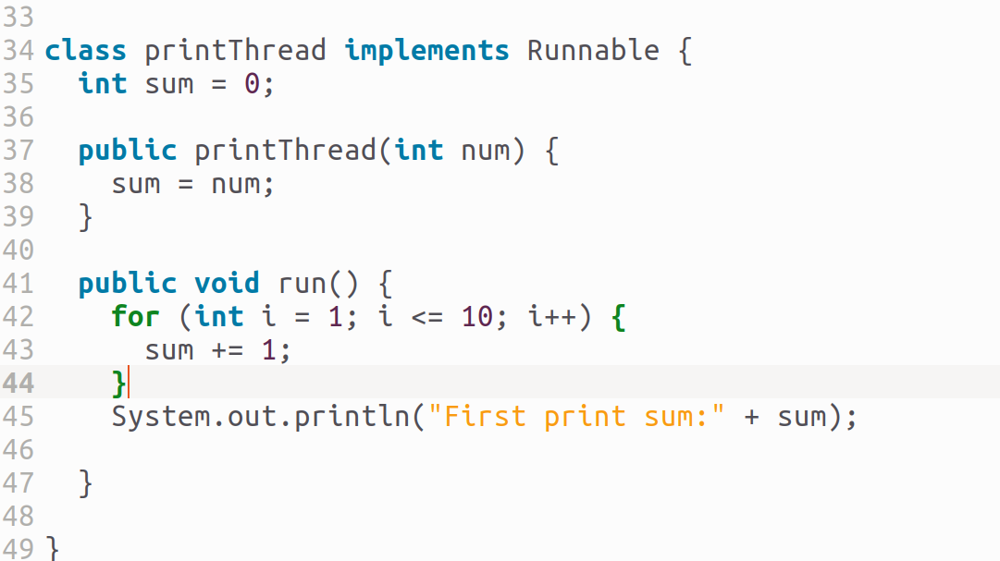 33
34 class printThread implements Runnable {
35   int sum = 0;
36
37   public printThread(int num) {
38     sum = num;
39   }
40
41   public void run() {
42     for (int i = 1; i <= 10; i++) {
43       sum += 1;
44     }
45     System.out.println("First print sum:" + sum);
46
47   }
48
49 }